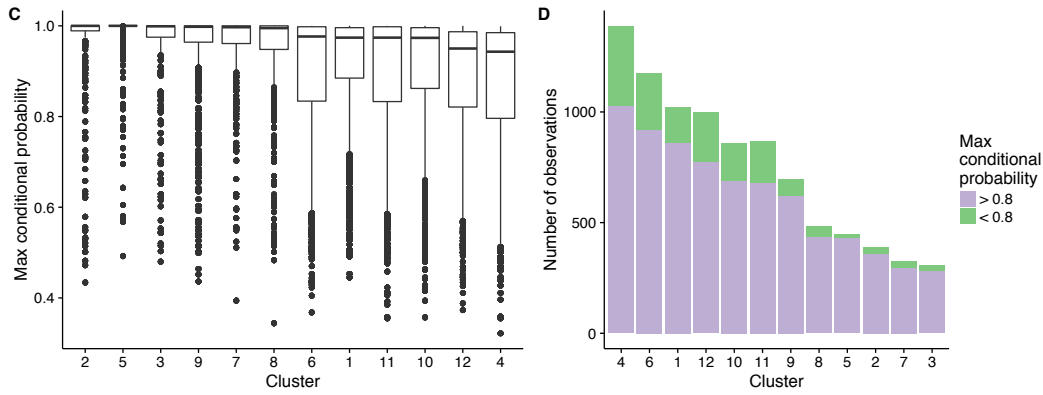 C
Max conditional probability
1.0
0.8
0.6
0.4
2 5 3 9 7 8 6 1 11 10 12 4
Cluster
D
Number of observations
1000
500
0
4 6 1 12 10 11 9 8 5 2 7 3
Cluster
Max
conditional
probability
> 0.8
< 0.8